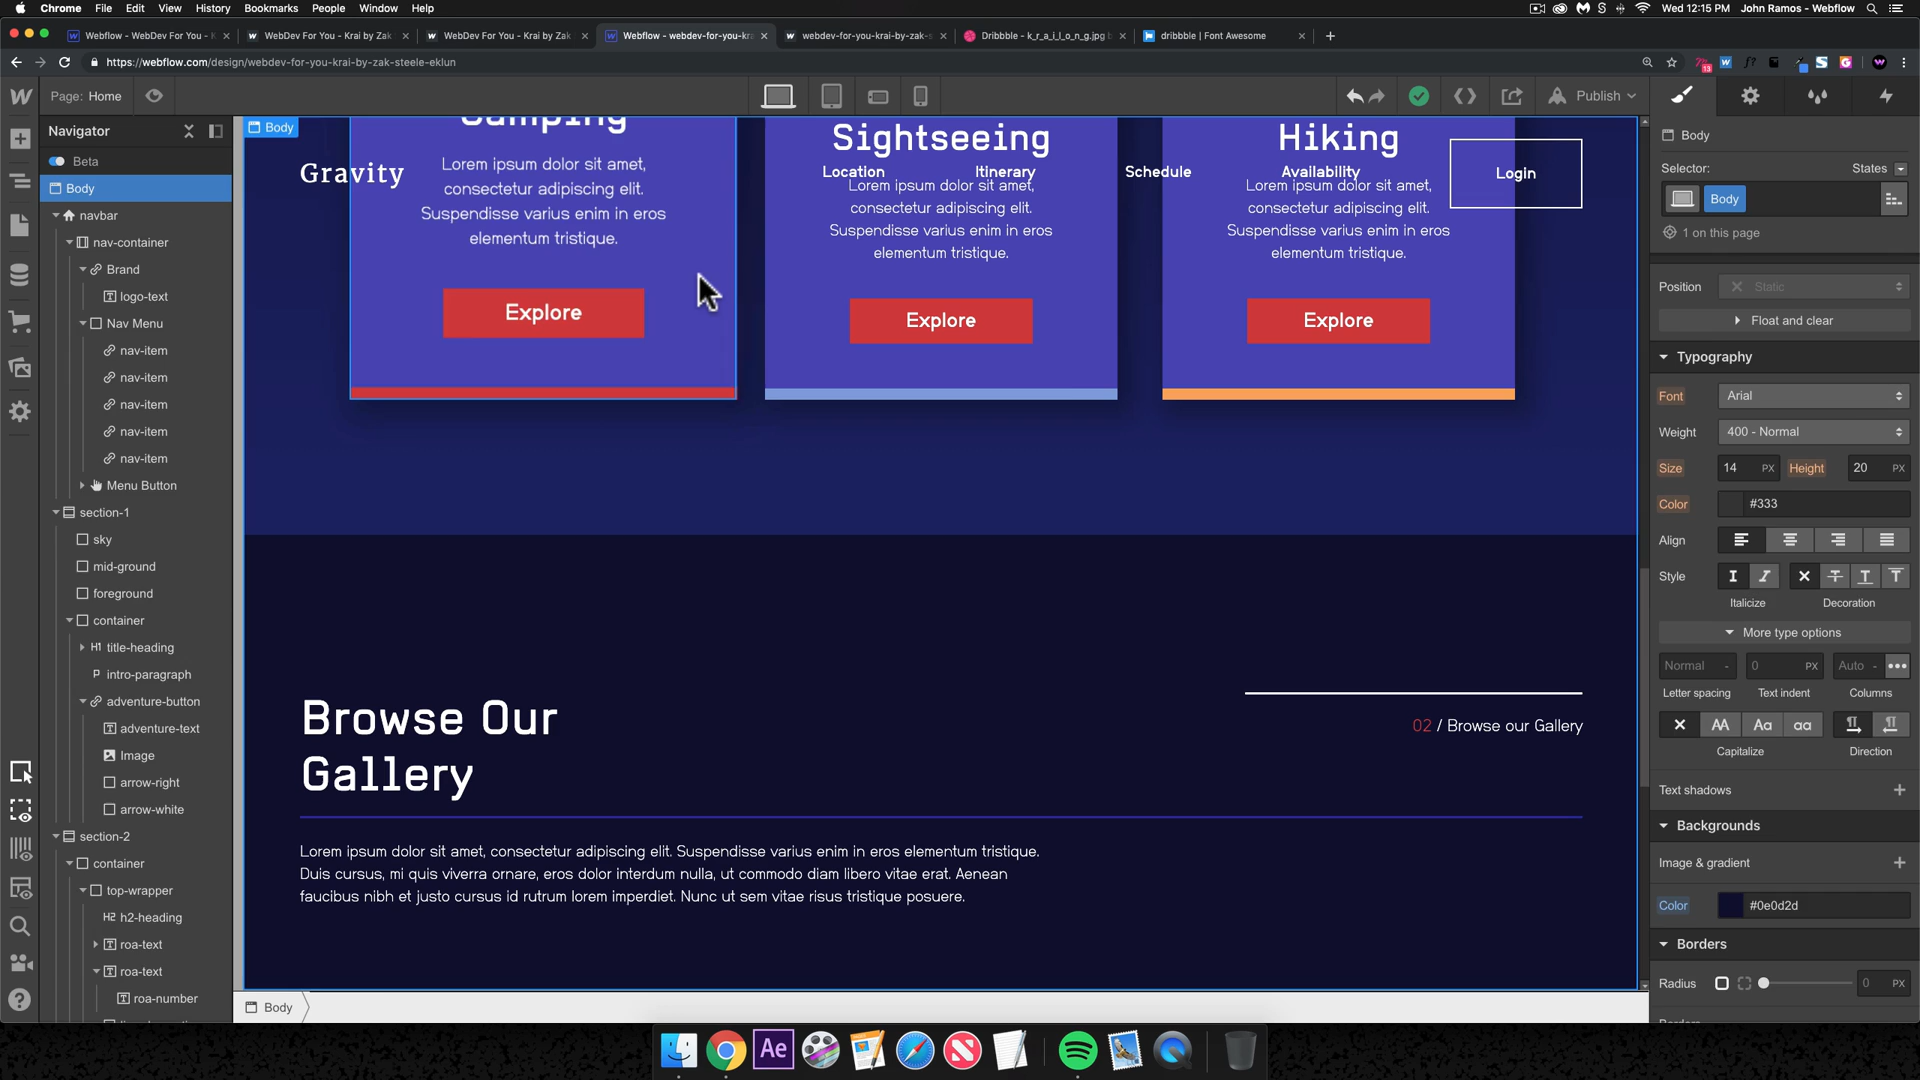 Chrome File Edit View History Bookmarks People Window Help
Wed 12:15 PM John Ramos - Webflow
Webflow - WebDev For You - K
WebDev For You - Krai by Zak
WebDev For You - Krai by Zak
Webflow - webdev-for-you-kra
webdev-for-you-krai-by-zak-s
Dribbble - k_r_a_i_l_o_n_g.jpg b
dribbble | Font Awesome
https://webflow.com/design/webdev-for-you-krai-by-zak-steele-eklun
13
Page: Home
Publish
Navigator
Beta
Body
navbar
nav-container
Brand
logo-text
Nav Menu
nav-item
nav-item
nav-item
nav-item
nav-item
Menu Button
section-1
sky
mid-ground
foreground
container
H1 title-heading
P intro-paragraph
adventure-button
adventure-text
Image
arrow-right
arrow-white
section-2
container
top-wrapper
H2 h2-heading
roa-text
roa-text
roa-number
Body
Gravity
Location
Itinerary
Schedule
Availability
Login
Camping
Lorem ipsum dolor sit amet,
consectetur adipiscing elit.
Suspendisse varius enim in eros
elementum tristique.
Explore
Sightseeing
Lorem ipsum dolor sit amet,
consectetur adipiscing elit.
Suspendisse varius enim in eros
elementum tristique.
Explore
Hiking
Lorem ipsum dolor sit amet,
consectetur adipiscing elit.
Suspendisse varius enim in eros
elementum tristique.
Explore
Browse Our
Gallery
02 / Browse our Gallery
Lorem ipsum dolor sit amet, consectetur adipiscing elit. Suspendisse varius enim in eros elementum tristique.
Duis cursus, mi quis viverra ornare, eros dolor interdum nulla, ut commodo diam libero vitae erat. Aenean
faucibus nibh et justo cursus id rutrum lorem imperdiet. Nunc ut sem vitae risus tristique posuere.
Body
Body
Selector:
States
Body
1 on this page
Position
Static
Float and clear
Typography
Font
Arial
Weight
400 - Normal
Size
14 PX
Height
20 PX
Color
#333
Align
Style
Italicize
Decoration
More type options
Normal -
0 PX
Auto -
Letter spacing
Text indent
Columns
AA Aa aa
Capitalize
Direction
Text shadows
Backgrounds
Image & gradient
Color
#0e0d2d
Borders
Radius
0 PX
Ae